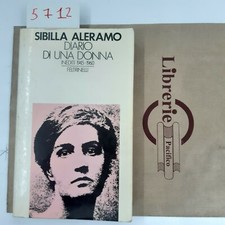 5712
SIBILLA ALERAMO
DIARIO
DI UNA DONNA
INEDITI 1945-1960
FELTRINELLI
Librerie
Pacifico